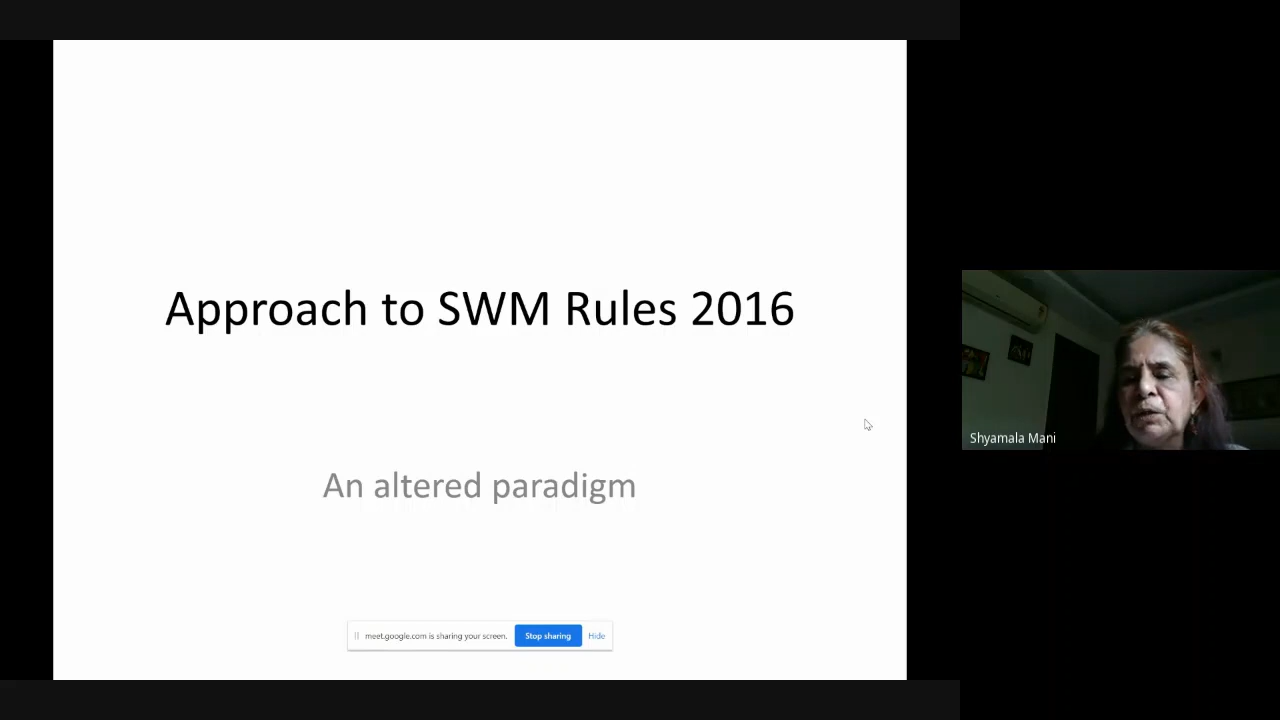 Approach to SWM Rules 2016
An altered paradigm
meet.google.com is sharing your screen.
Stop sharing
Hide
Shyamala Mani